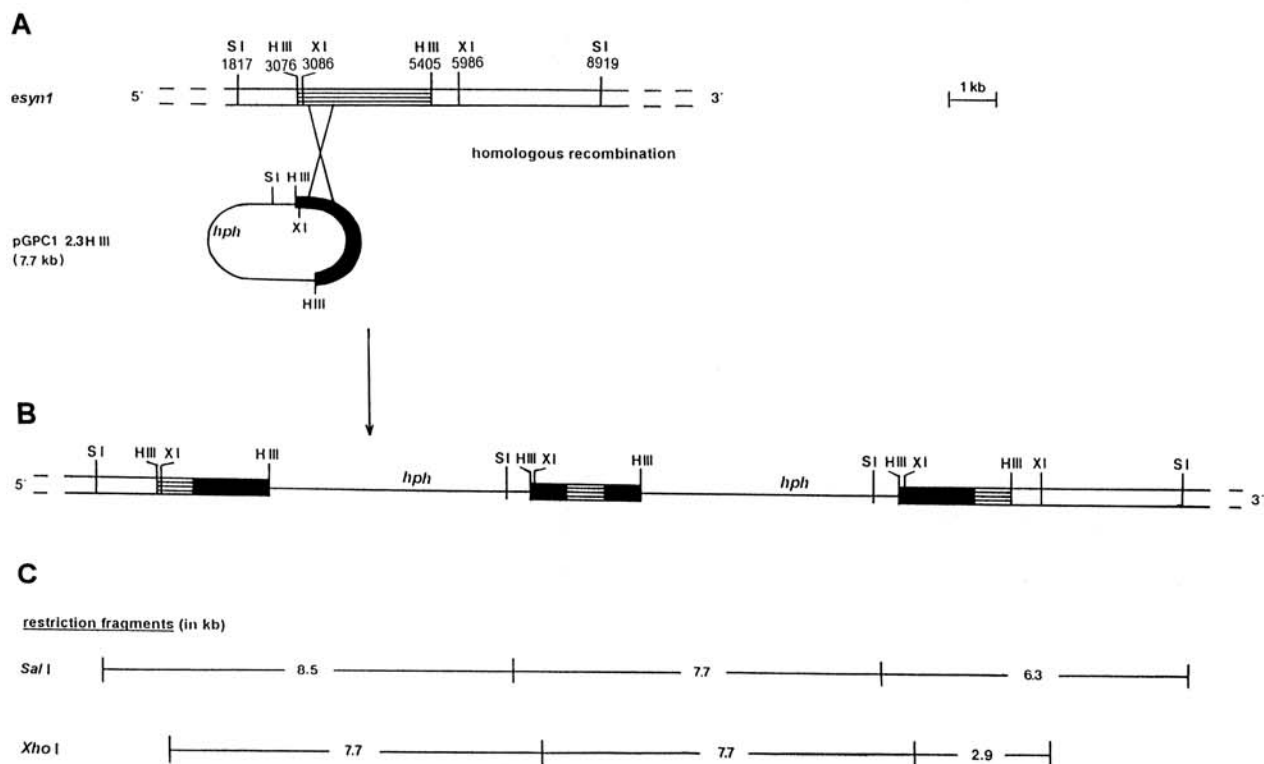 A
S I H III X I H III X I S I
1817 3076 3086 5405 5986 8919
esyn1 5´ 3´
1 kb
homologous recombination
S I H III
hph X I
pGPC1 2.3H III
(7.7 kb)
H III
B
S I H III X I H III hph S I H III X I H III hph S I H III X I H III X I S I
5´ 3´
C
restriction fragments (in kb)
Sal I 8.5 7.7 6.3
Xho I 7.7 7.7 2.9